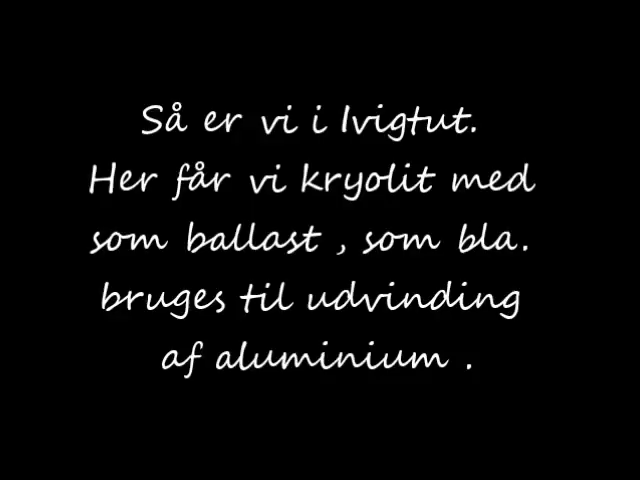 Så er vi i Ivigtut.
Her får vi kryolit med
som ballast , som bla.
bruges til udvinding
af aluminium .